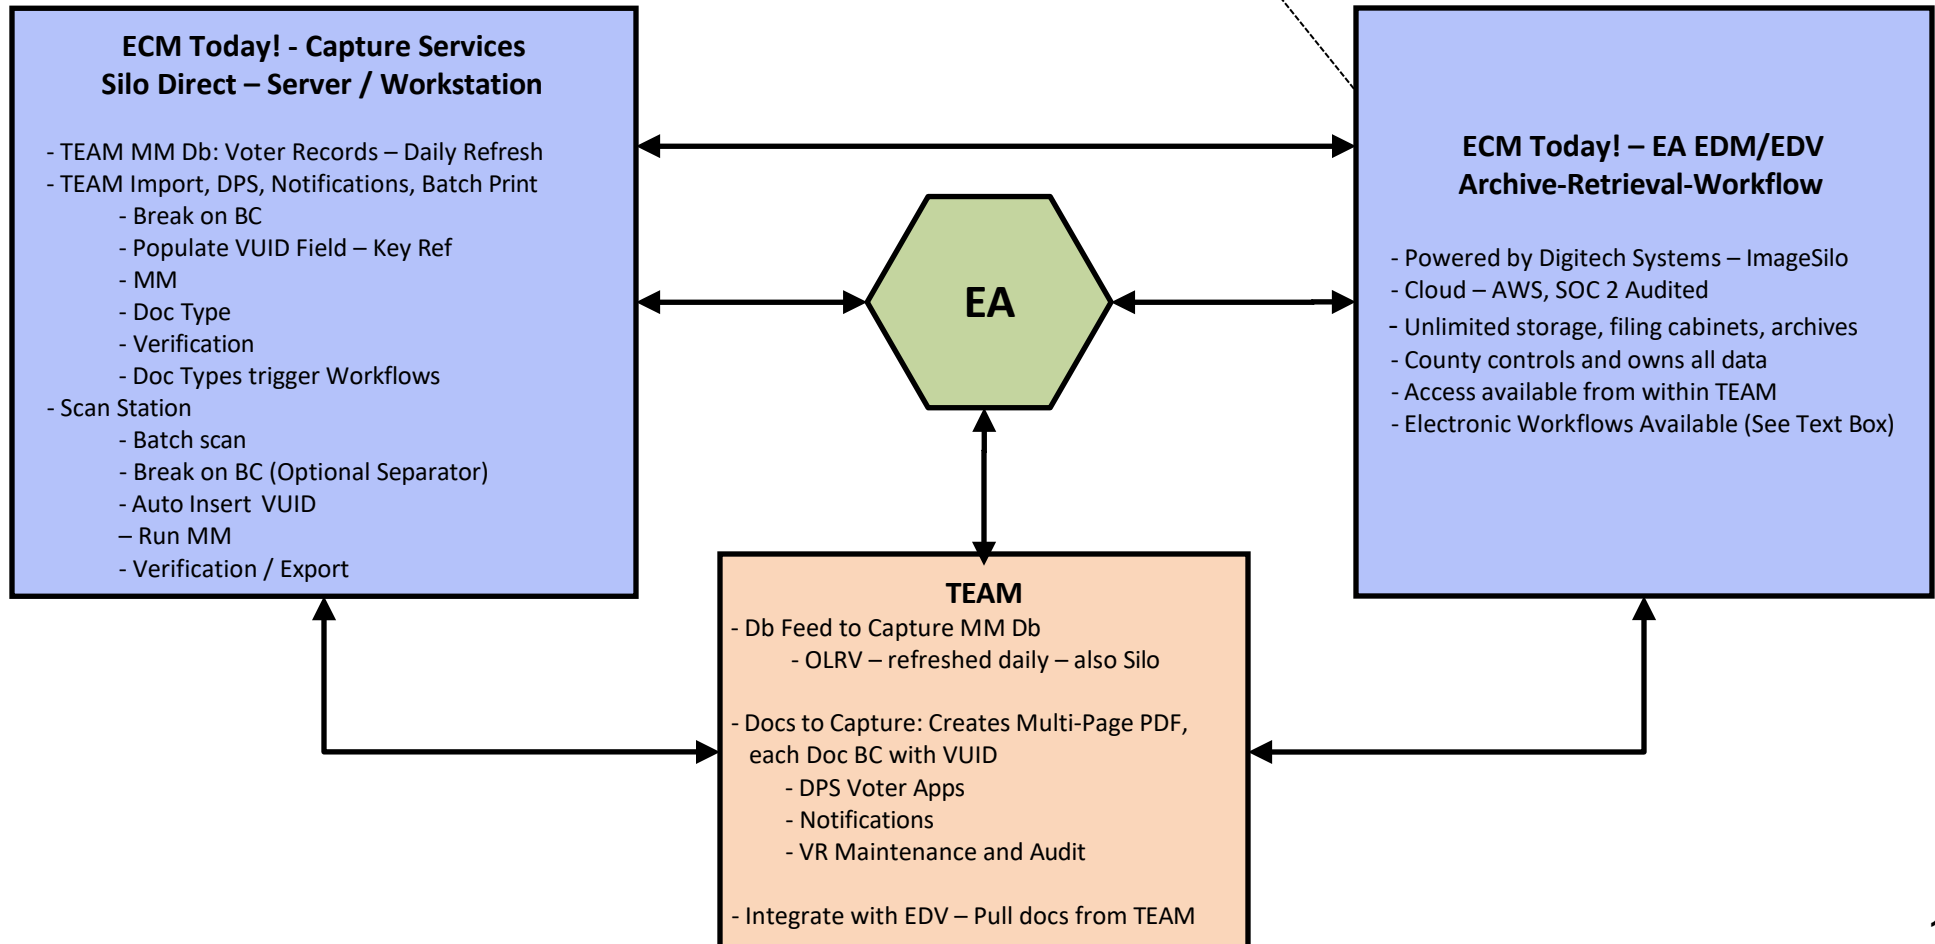 ECM Today! - Capture Services
Silo Direct – Server / Workstation
- TEAM MM Db: Voter Records – Daily Refresh
- TEAM Import, DPS, Notifications, Batch Print
- Break on BC
- Populate VUID Field – Key Ref
- MM
- Doc Type
- Verification
- Doc Types trigger Workflows
- Scan Station
- Batch scan
- Break on BC (Optional Separator)
- Auto Insert VUID
– Run MM
- Verification / Export
EA
ECM Today! – EA EDM/EDV
Archive-Retrieval-Workflow
- Powered by Digitech Systems – ImageSilo
- Cloud – AWS, SOC 2 Audited
- Unlimited storage, filing cabinets, archives
- County controls and owns all data
- Access available from within TEAM
- Electronic Workflows Available (See Text Box)
TEAM
- Db Feed to Capture MM Db
- OLRV – refreshed daily – also Silo
- Docs to Capture: Creates Multi-Page PDF,
each Doc BC with VUID
- DPS Voter Apps
- Notifications
- VR Maintenance and Audit
- Integrate with EDV – Pull docs from TEAM